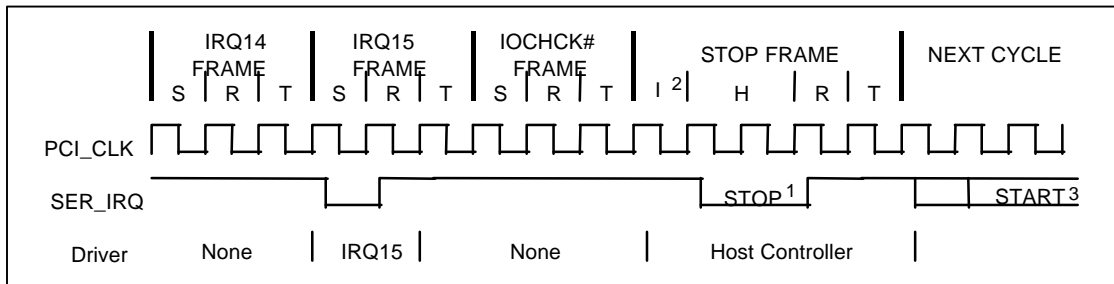 IRQ14 IRQ15 IOCHCK#
FRAME FRAME FRAME STOP FRAME NEXT CYCLE
S R T S R T S R T I 2 H R T
PCI_CLK
SER_IRQ STOP 1 START 3
Driver None IRQ15 None Host Controller